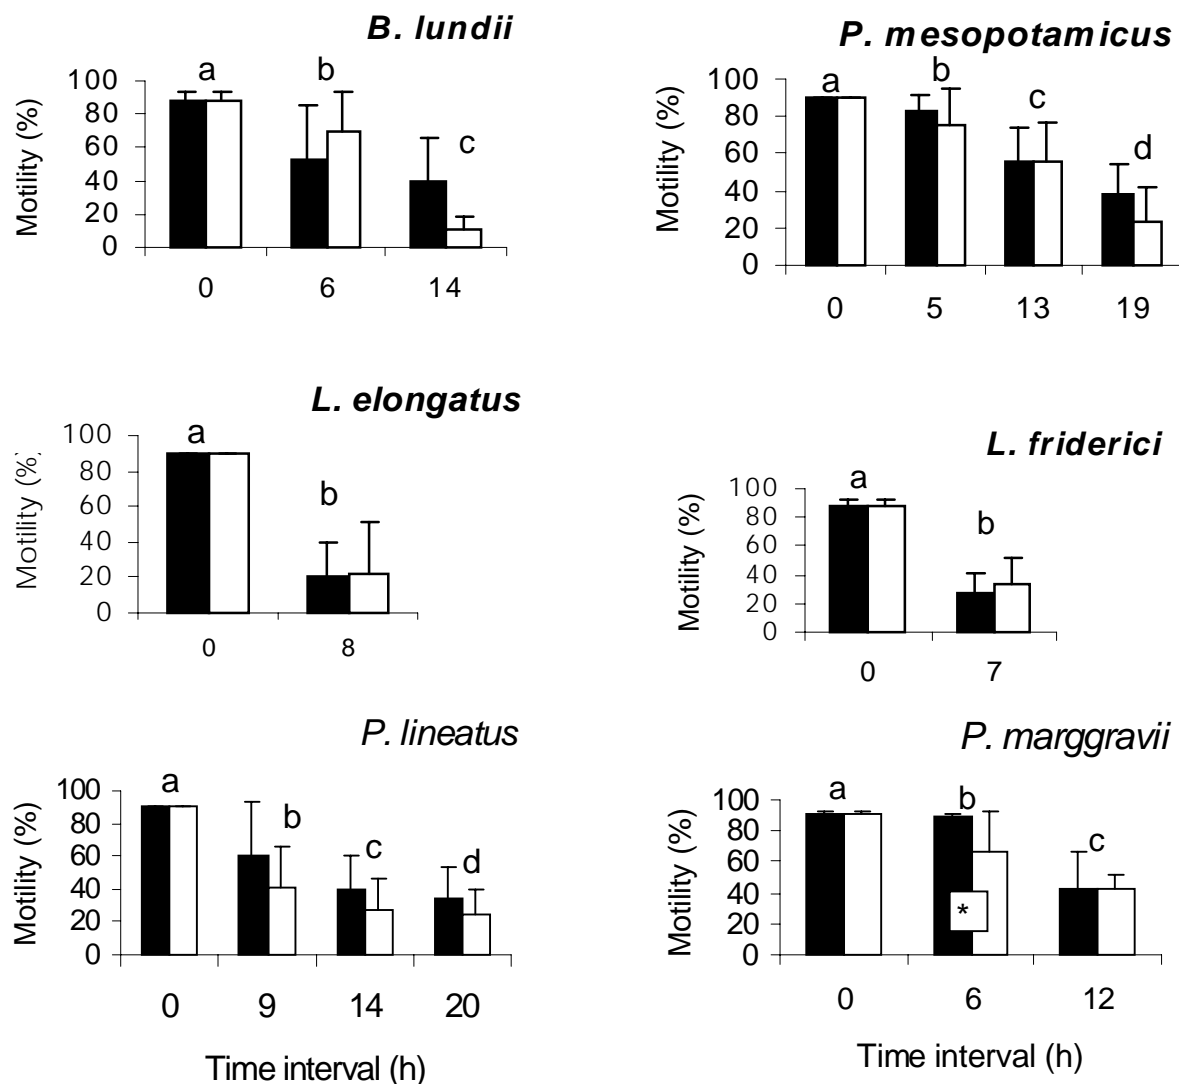 B. lundii
a b c
100
80
60
40
20
0
Motility (%)
0 6 14
P. mesopotamicus
a b c d
100
80
60
40
20
0
Motility (%)
0 5 13 19
L. elongatus
a b
100
80
60
40
20
0
Motility (%)
0 8
L. friderici
a b
100
80
60
40
20
0
Motility (%)
0 7
P. lineatus
a b c d
100
80
60
40
20
0
Motility (%)
0 9 14 20
Time interval (h)
P. marggravii
a b c
100
80
60
40
20
0
Motility (%)
*
0 6 12
Time interval (h)